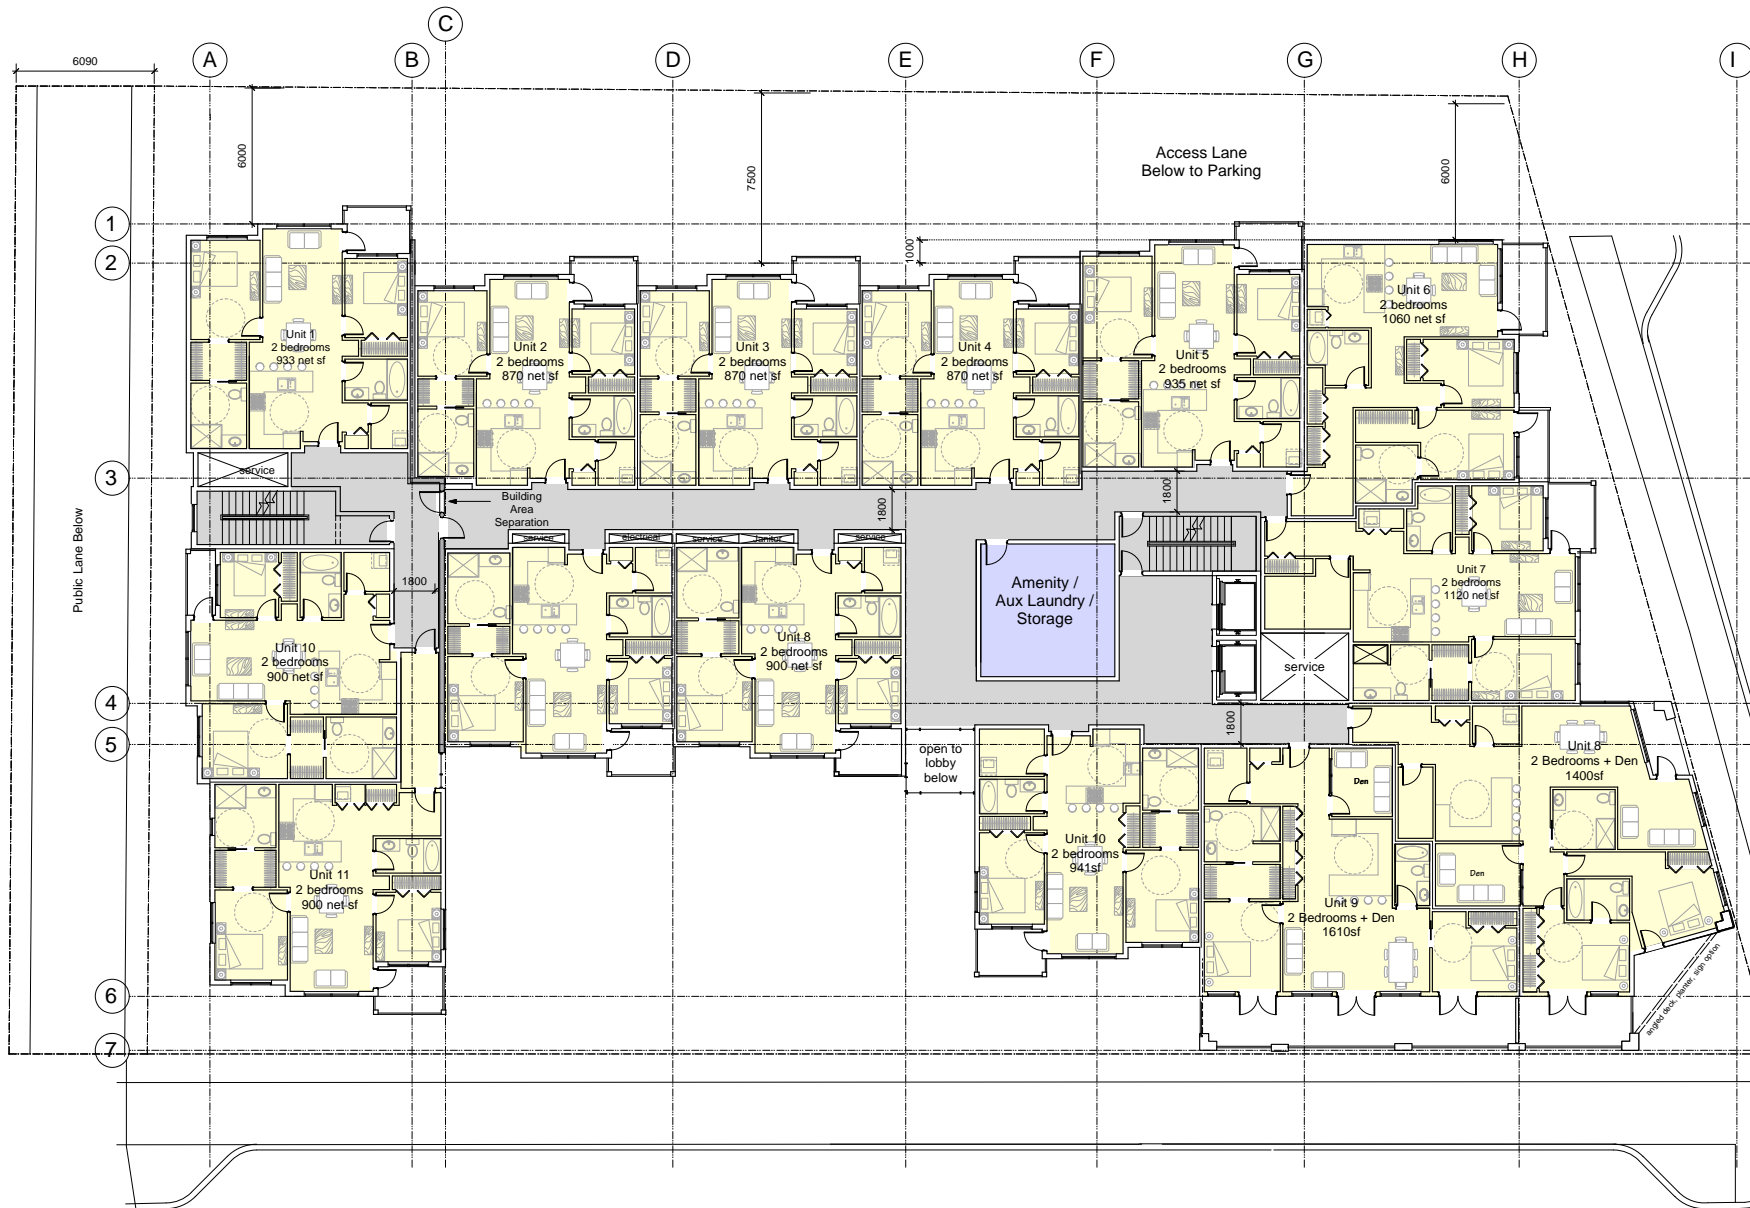 C
A
B
D
E
F
G
H
I
6090
6000
7500
Access Lane
Below to Parking
6000
1
2
1000
Unit 1
2 bedrooms
933 net sf
Unit 2
2 bedrooms
870 net sf
Unit 3
2 bedrooms
870 net sf
Unit 4
2 bedrooms
870 net sf
Unit 5
2 bedrooms
935 net sf
Unit 6
2 bedrooms
1060 net sf
service
3
Building
Area
Separation
1800
1800
service
electrical
service
Janitor
service
Public Lane Below
1800
Amenity /
Aux Laundry /
Storage
Unit 7
2 bedrooms
1120 net sf
Unit 10
2 bedrooms
900 net sf
Unit 8
2 bedrooms
900 net sf
service
4
5
1800
open to
lobby
below
Unit 8
2 Bedrooms + Den
1400sf
Den
Den
Unit 10
2 bedrooms
941sf
Unit 11
2 bedrooms
900 net sf
Unit 9
2 Bedrooms + Den
1610sf
angled deck, planter, sign option
6
7